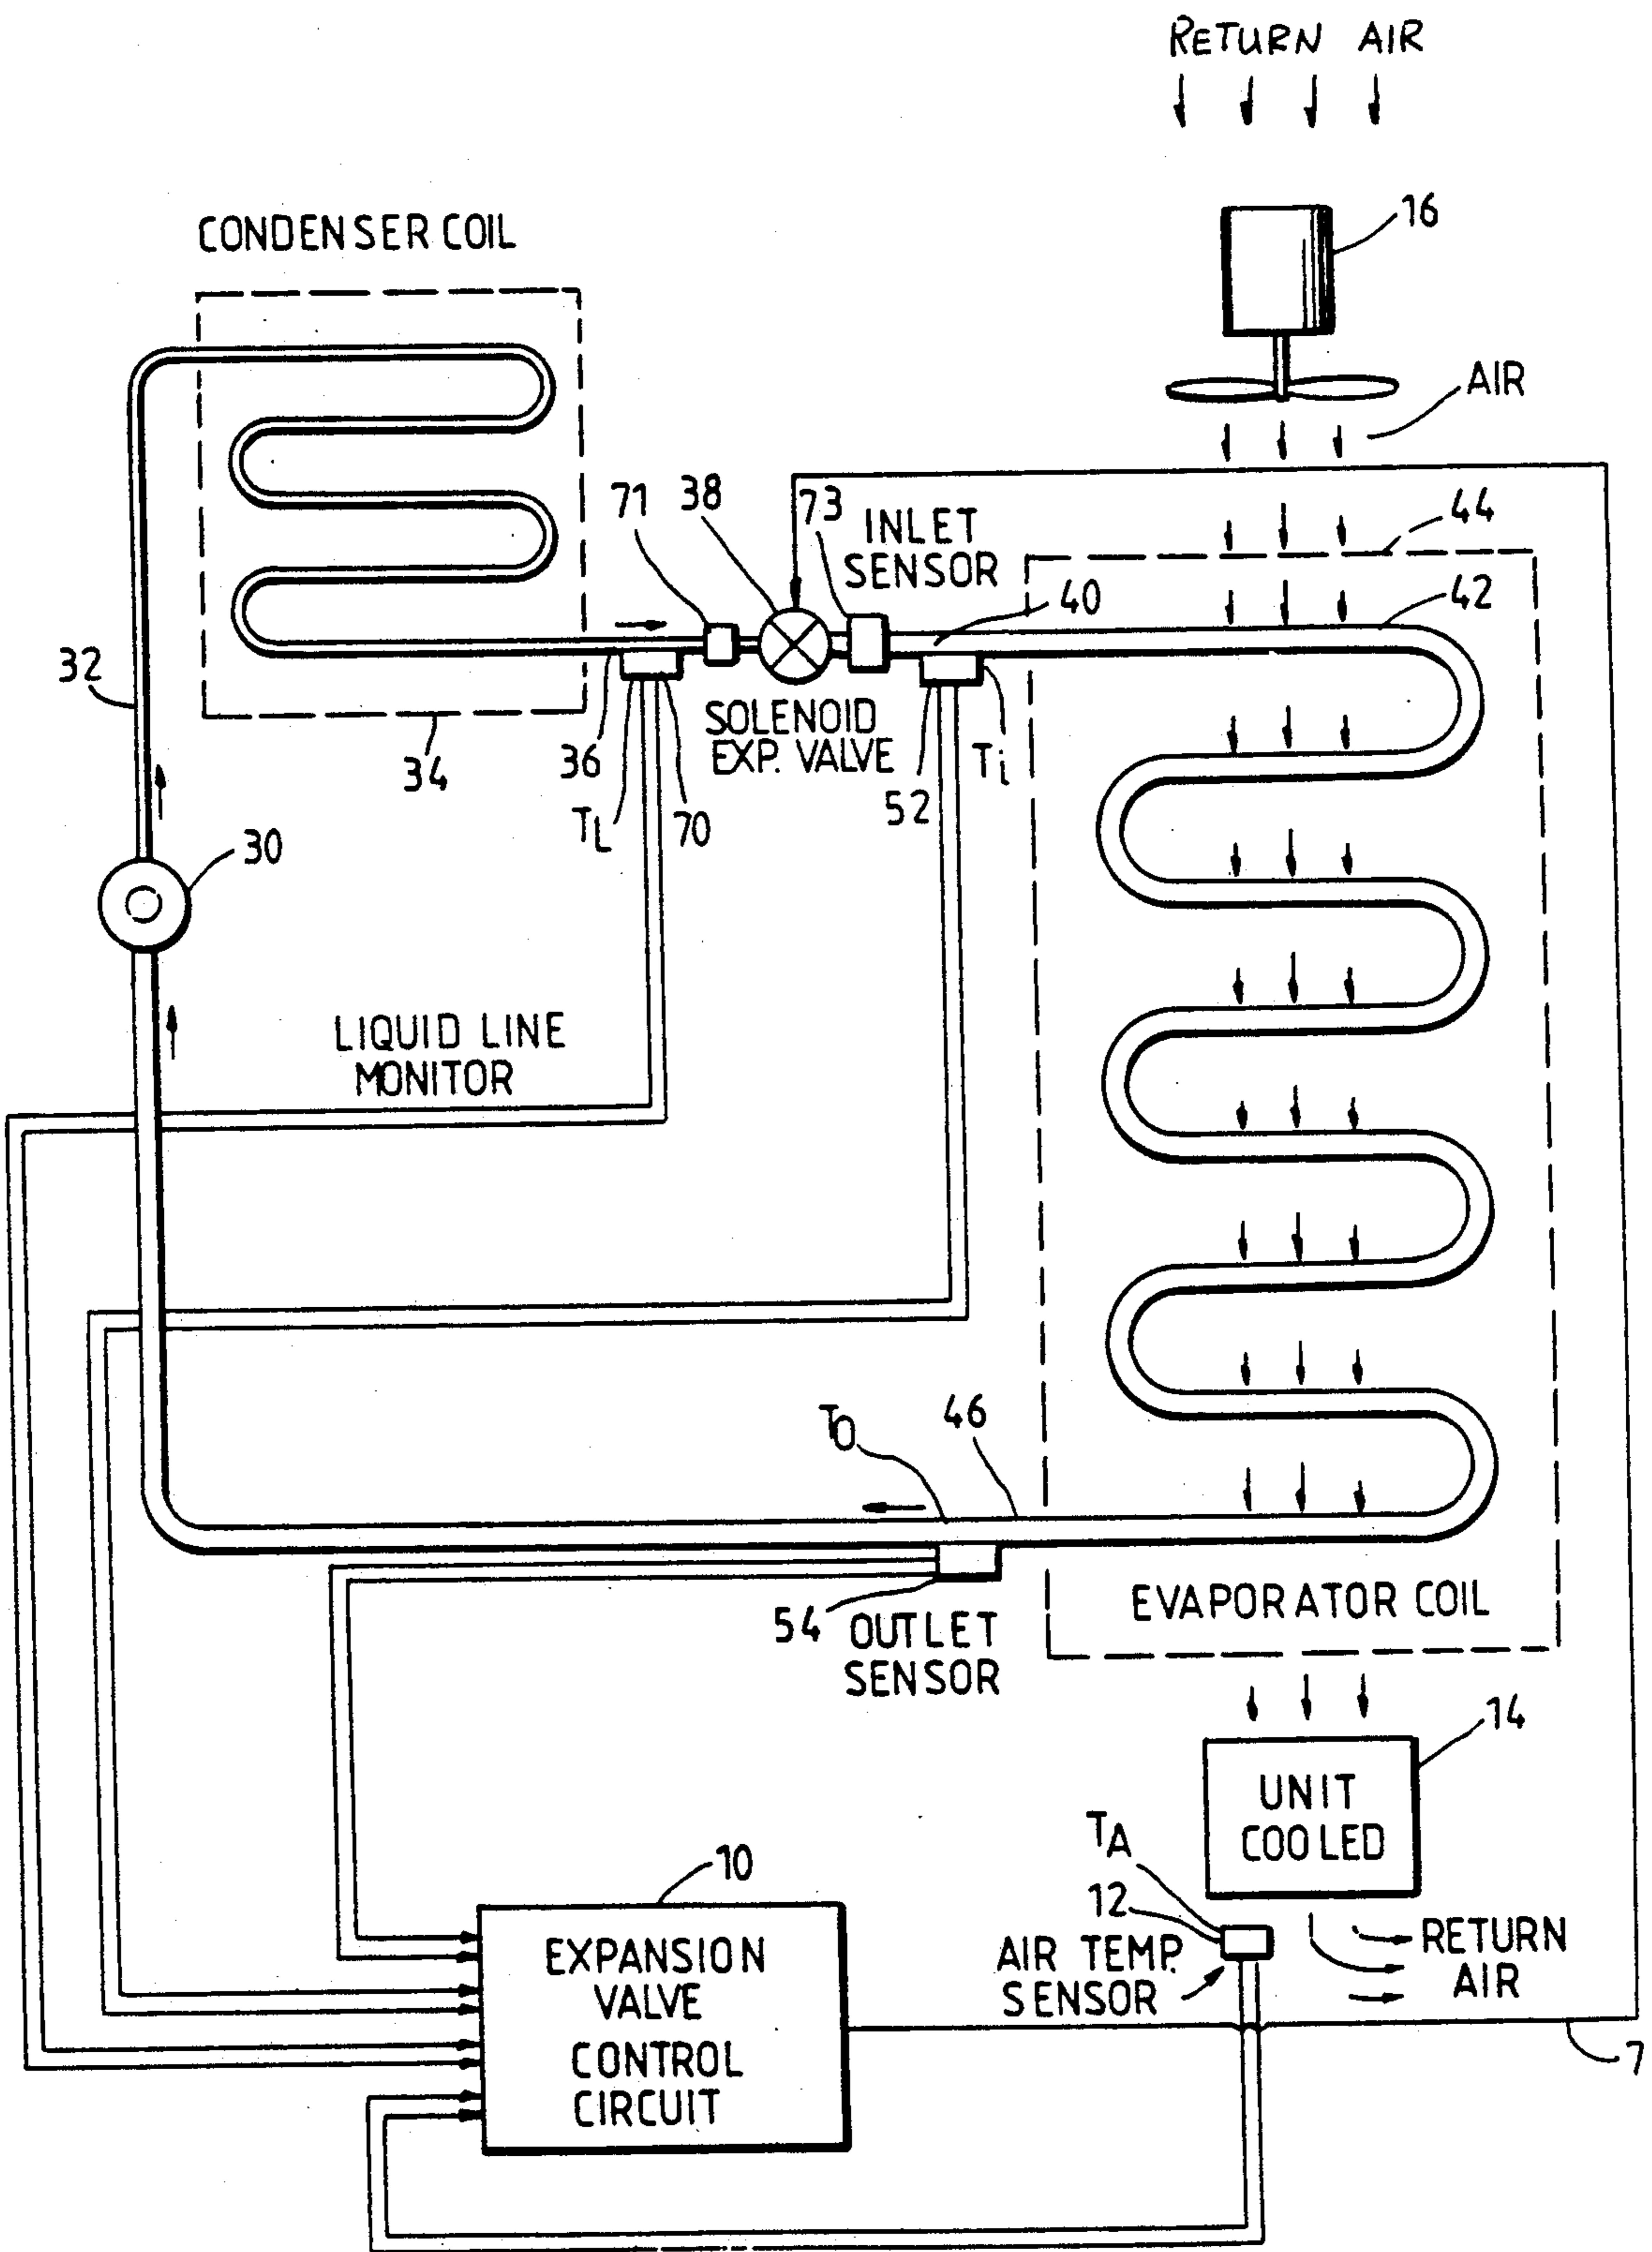 RETURN AIR
16
CONDENSER COIL
AIR
71
38
73
INLET
SENSOR
44
40
42
32
34
36
TL
70
SOLENOID
EXP. VALVE
52
Ti
30
LIQUID LINE
MONITOR
TO
46
54
OUTLET
SENSOR
EVAPORATOR COIL
14
UNIT
COOLED
TA
12
AIR TEMP.
SENSOR
RETURN
AIR
10
EXPANSION
VALVE
CONTROL
CIRCUIT
7